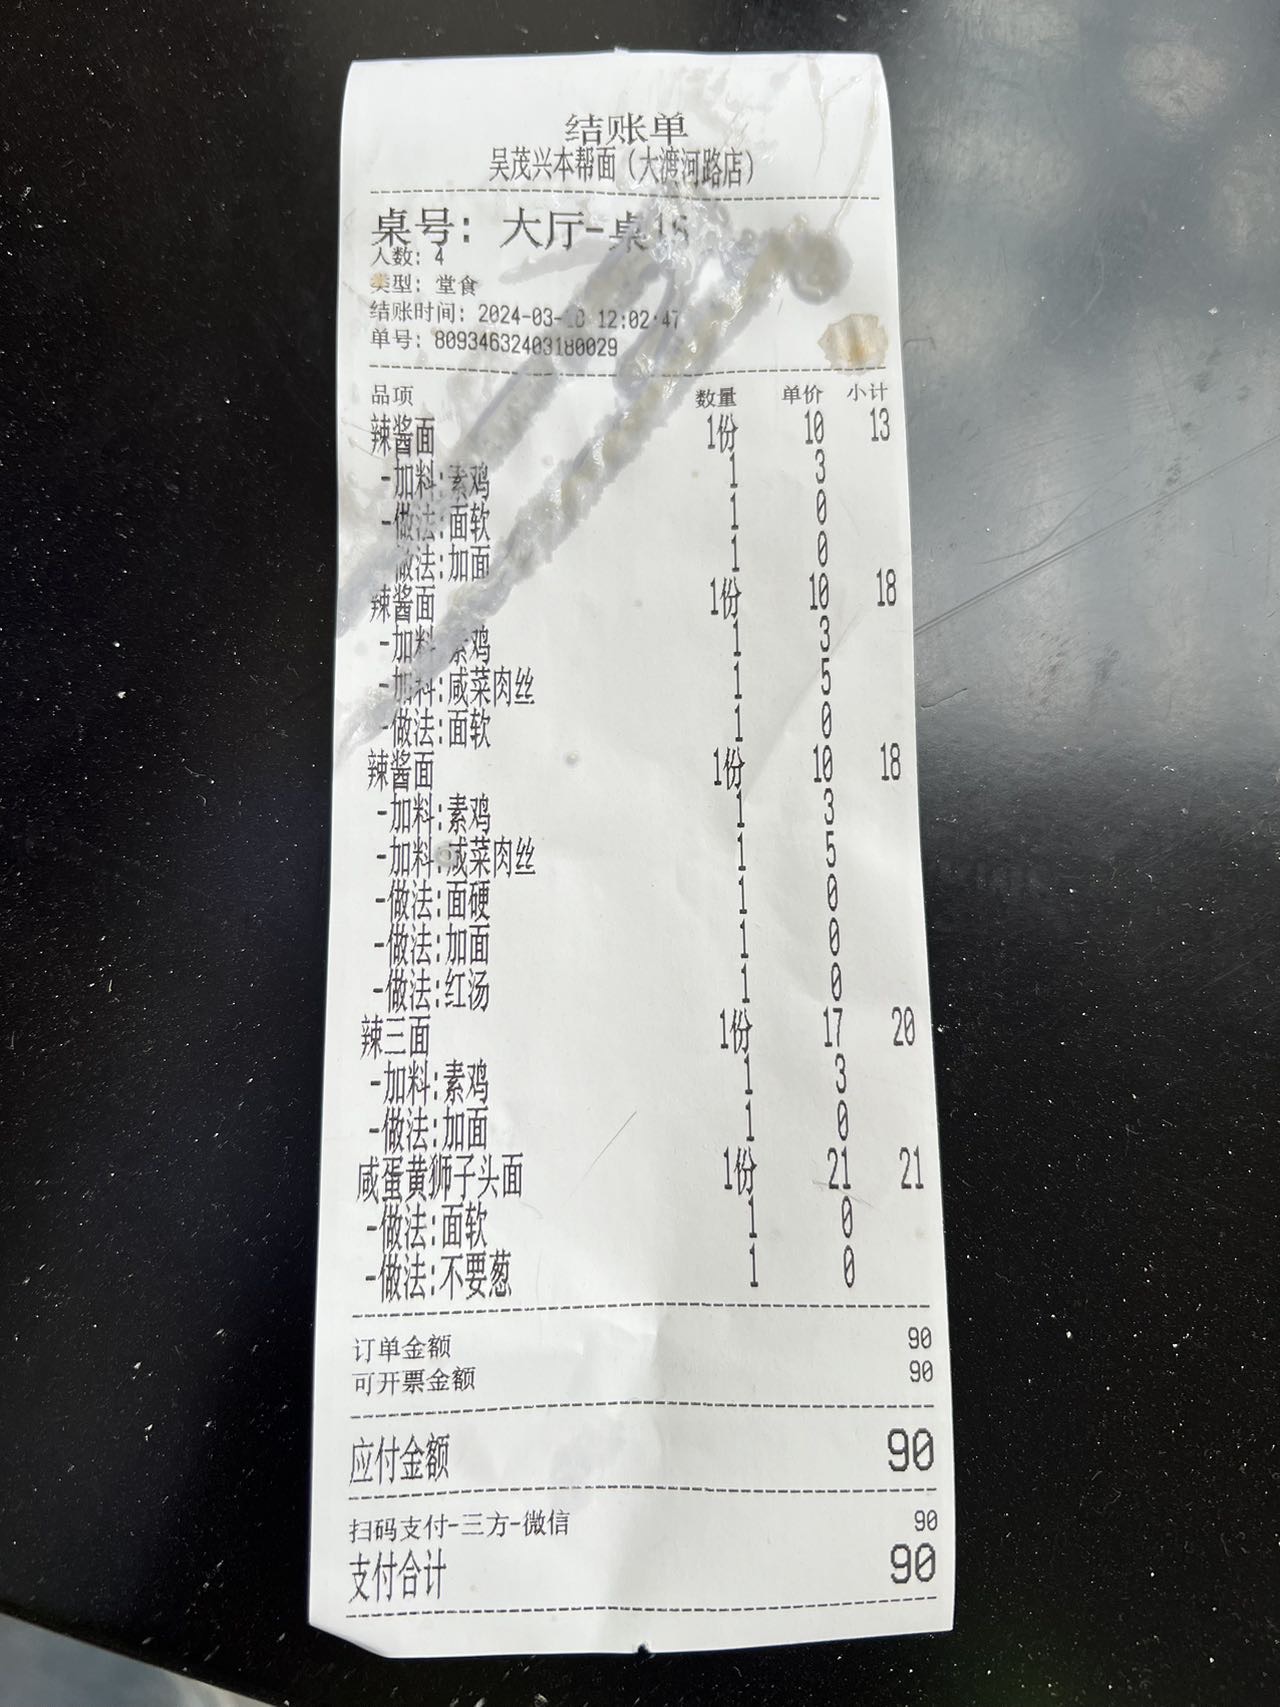 结账单
吴茂兴本帮面(大渡河路店)
桌号: 大厅-桌15
人数: 4
类型: 堂食
结账时间: 2024-03-18 12:02:47
单号: 80934632403180029
品项 数量 单价 小计
辣酱面 1份 10 13
-加料:素鸡 1 3
-做法:面软 1 0
做法:加面 1 0
辣酱面 1份 10 18
-加料 素鸡 1 3
-加料:咸菜肉丝 1 5
-做法:面软 1 0
辣酱面 1份 10 18
-加料:素鸡 1 3
-加料:咸菜肉丝 1 5
-做法:面硬 1 0
-做法:加面 1 0
-做法:红汤 1 0
辣三面 1份 17 20
-加料:素鸡 1 3
-做法:加面 1 0
咸蛋黄狮子头面 1份 21 21
-做法:面软 1 0
-做法:不要葱 1 0
订单金额 90
可开票金额 90
应付金额 90
扫码支付-三方-微信 90
支付合计 90